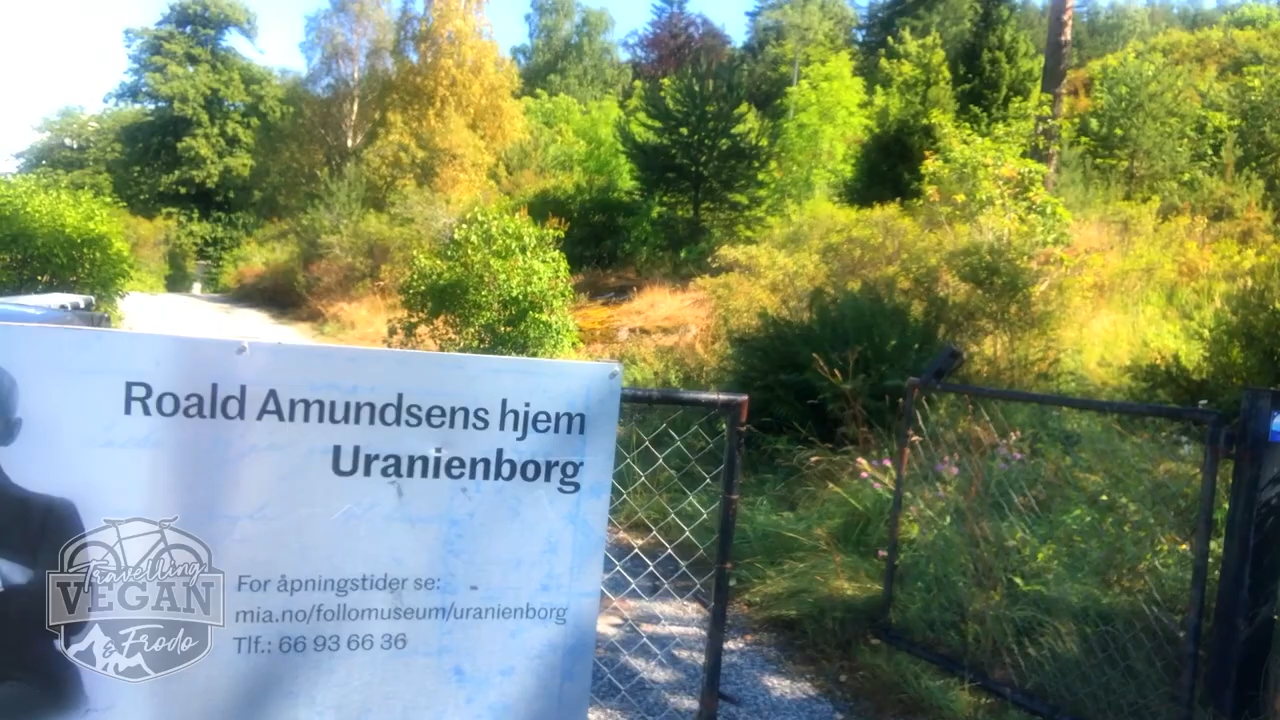 Roald Amundsens hjem
Uranienborg
For åpningstider se:
mia.no/follomuseum/uranienborg
Tlf.: 66 93 66 36
Travelling
VEGAN
& Frodo